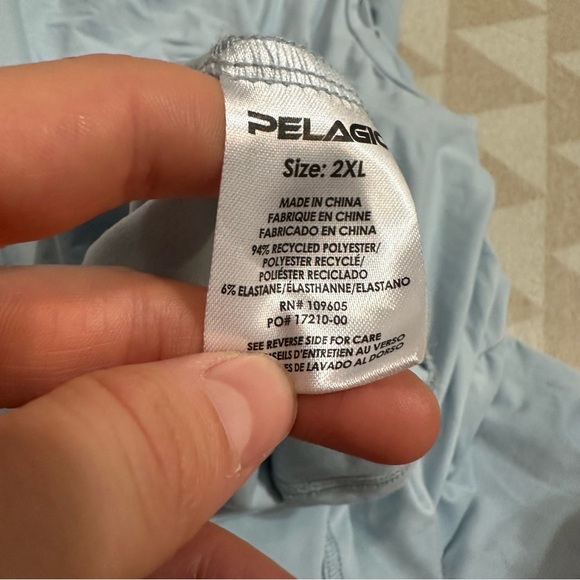 PELAGIC
Size: 2XL
MADE IN CHINA
FABRIQUE EN CHINE
FABRICADO EN CHINA
94% RECYCLED POLYESTER/
POLYESTER RECYCLÉ/
POLIÉSTER RECICLADO
6% ELASTANE/ÉLASTHANNE/ELASTANO
RN# 109605
PO# 17210-00
SEE REVERSE SIDE FOR CARE
D'ENTRETIEN AU VERSO
DE LAVADO AL DORSO